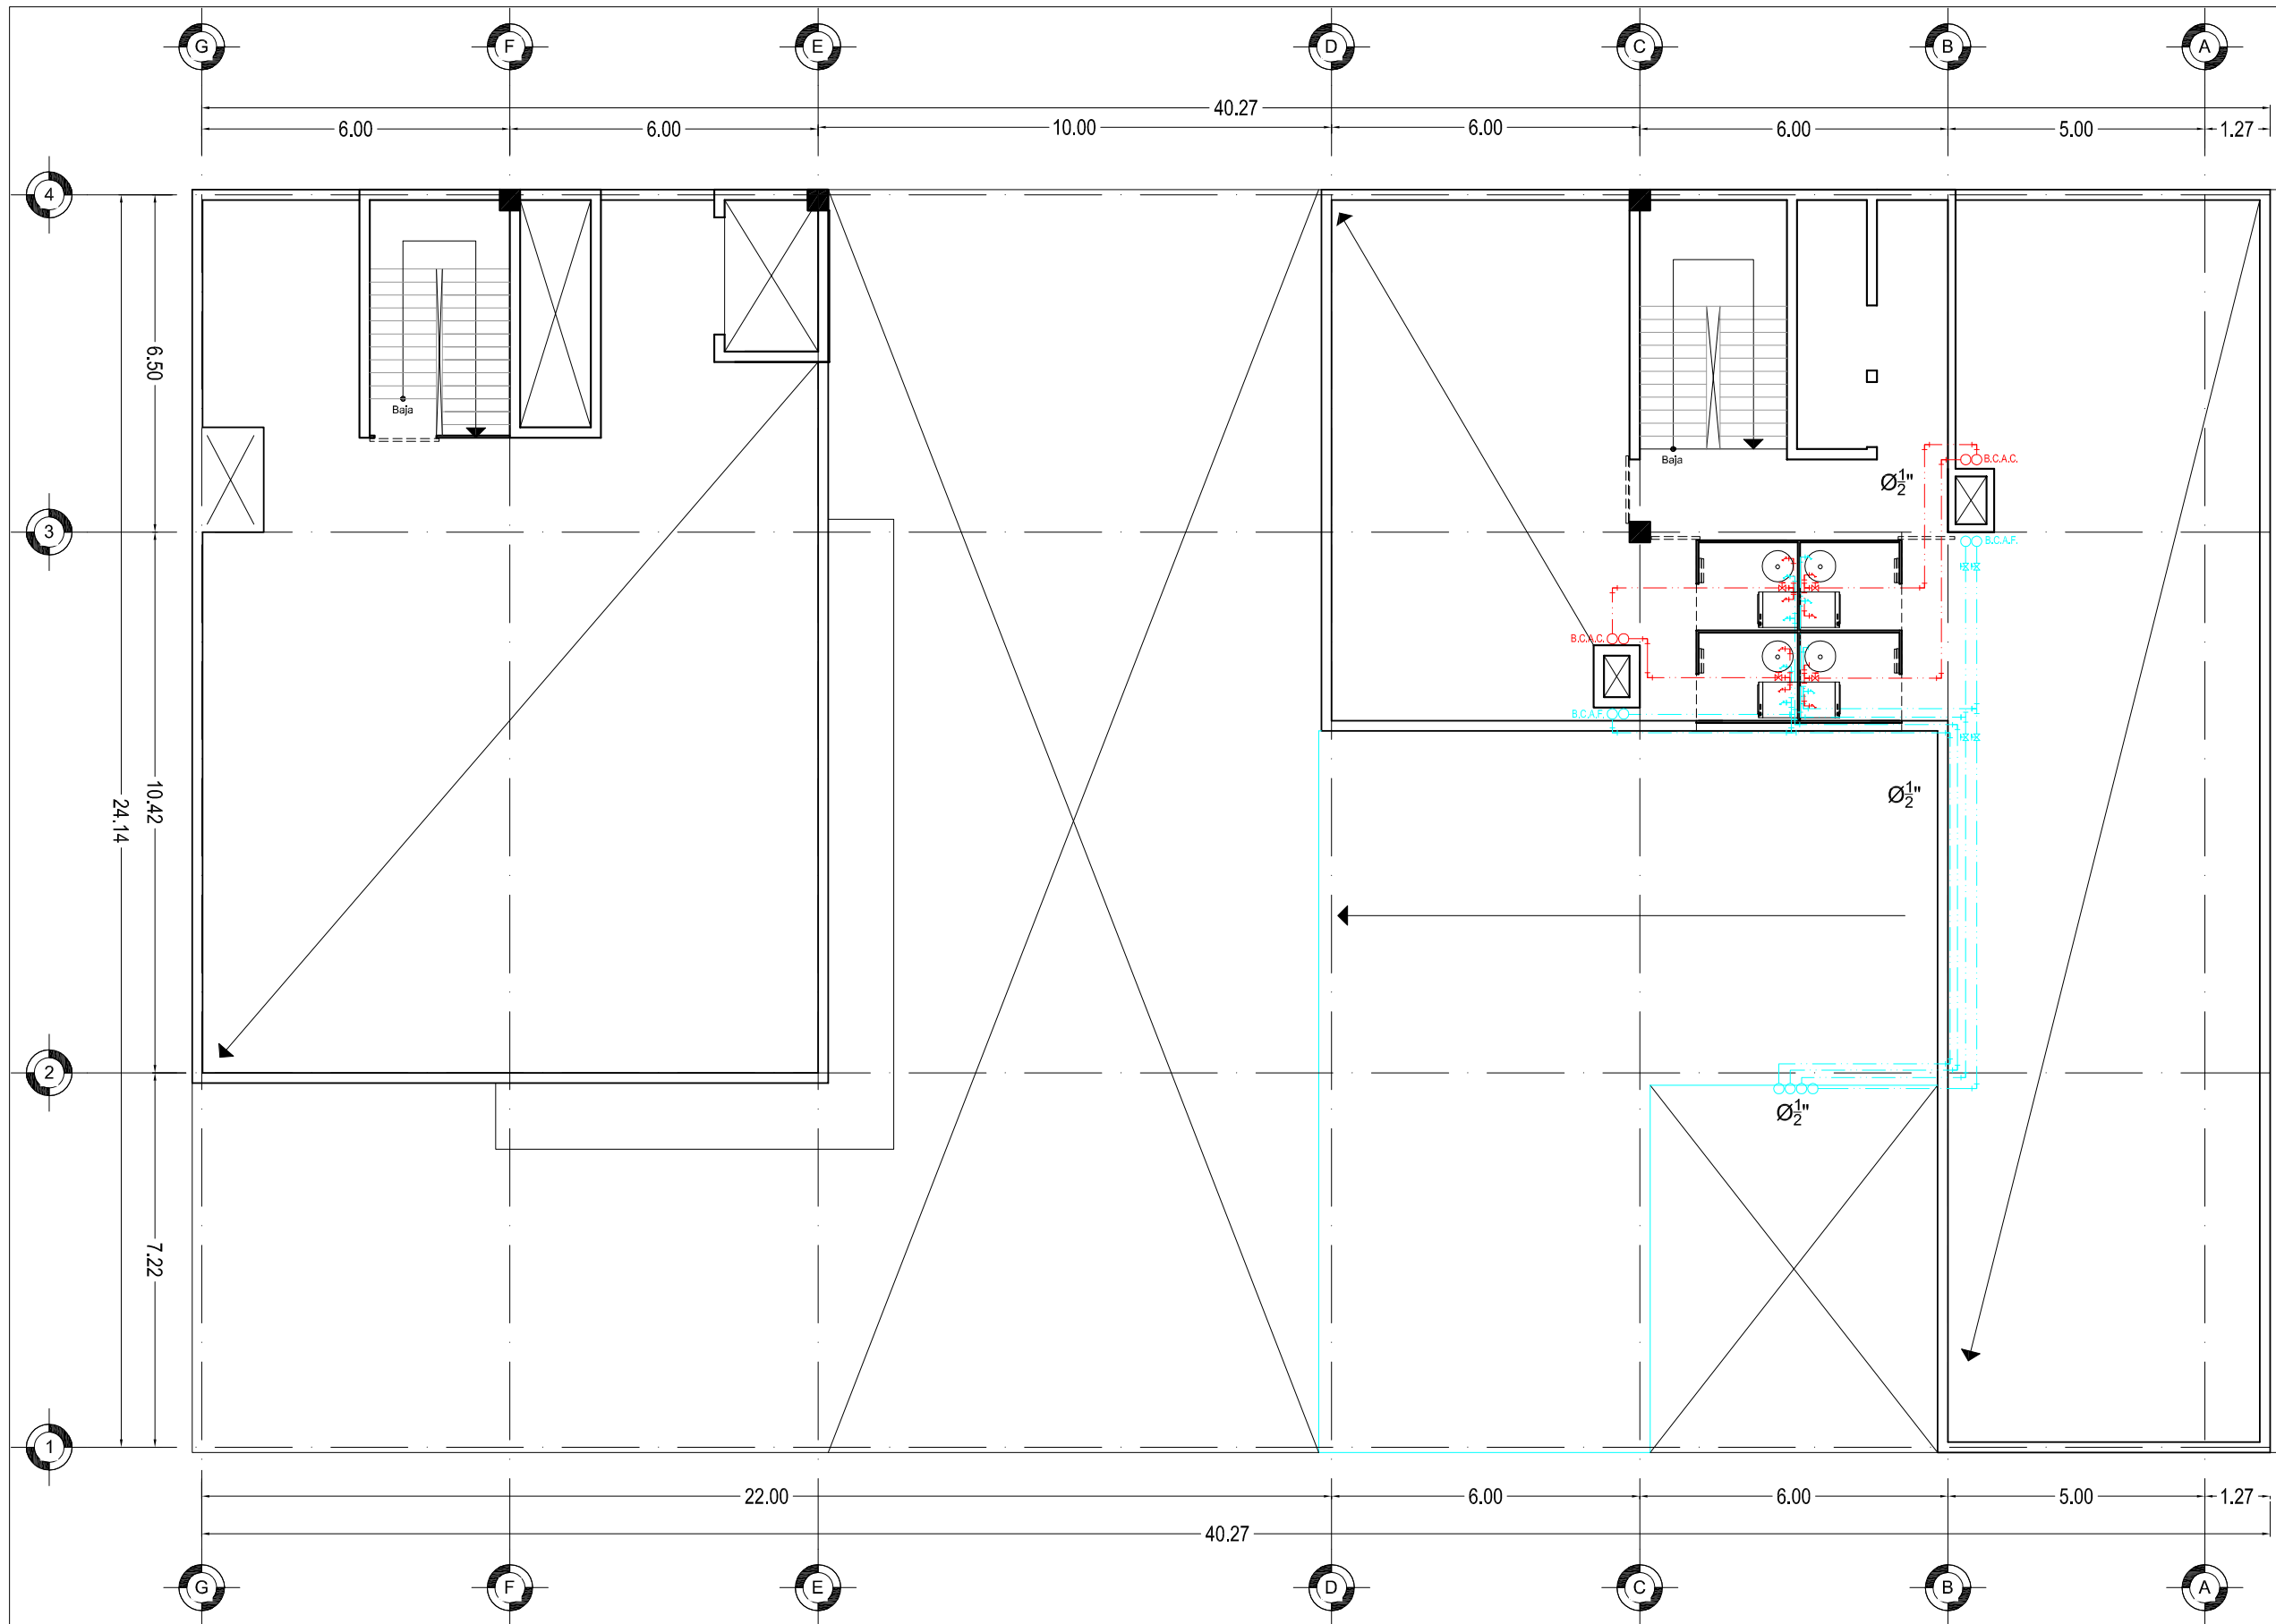 G F E D C B A
40.27
6.00 6.00 10.00 6.00 6.00 5.00 1.27
4
6.50
Baja
Baja
B.C.A.C.
Ø1/2"
3
B.C.A.F.
B.C.A.C.
B.C.A.F.
Ø1/2"
10.42
24.14
2
Ø1/2"
7.22
1
22.00 6.00 6.00 5.00 1.27
40.27
G F E D C B A